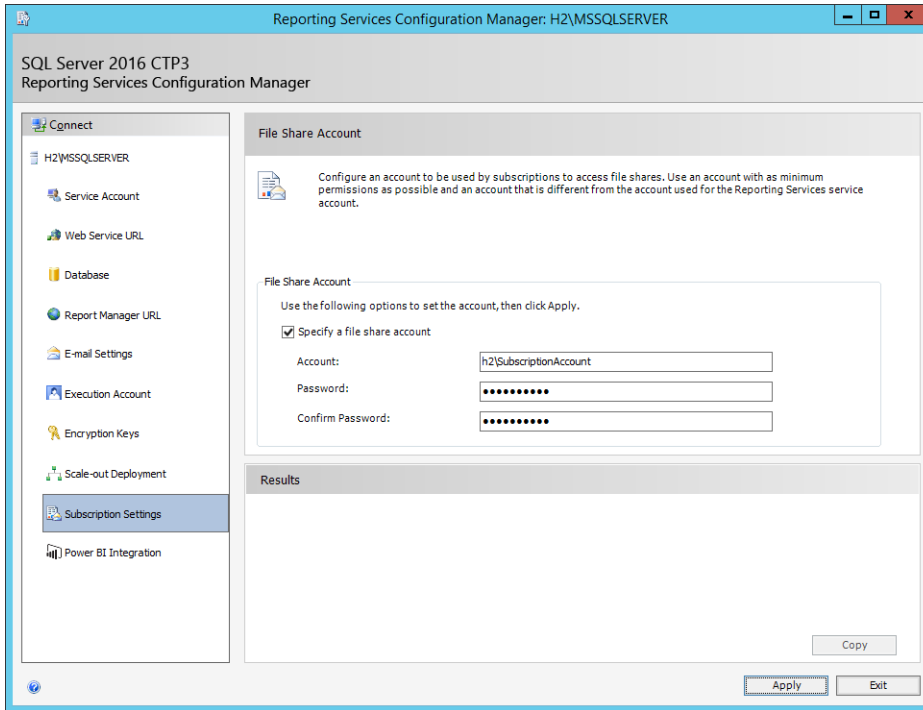 Reporting Services Configuration Manager: H2\MSSQLSERVER
SQL Server 2016 CTP3
Reporting Services Configuration Manager
Connect
H2\MSSQLSERVER
Service Account
Web Service URL
Database
Report Manager URL
E-mail Settings
Execution Account
Encryption Keys
Scale-out Deployment
Subscription Settings
Power BI Integration
File Share Account
Configure an account to be used by subscriptions to access file shares. Use an account with as minimum
permissions as possible and an account that is different from the account used for the Reporting Services service
account.
File Share Account
Use the following options to set the account, then click Apply.
Specify a file share account
Account:
h2\SubscriptionAccount
Password:
●●●●●●●●●●
Confirm Password:
●●●●●●●●●●
Results
Copy
Apply
Exit